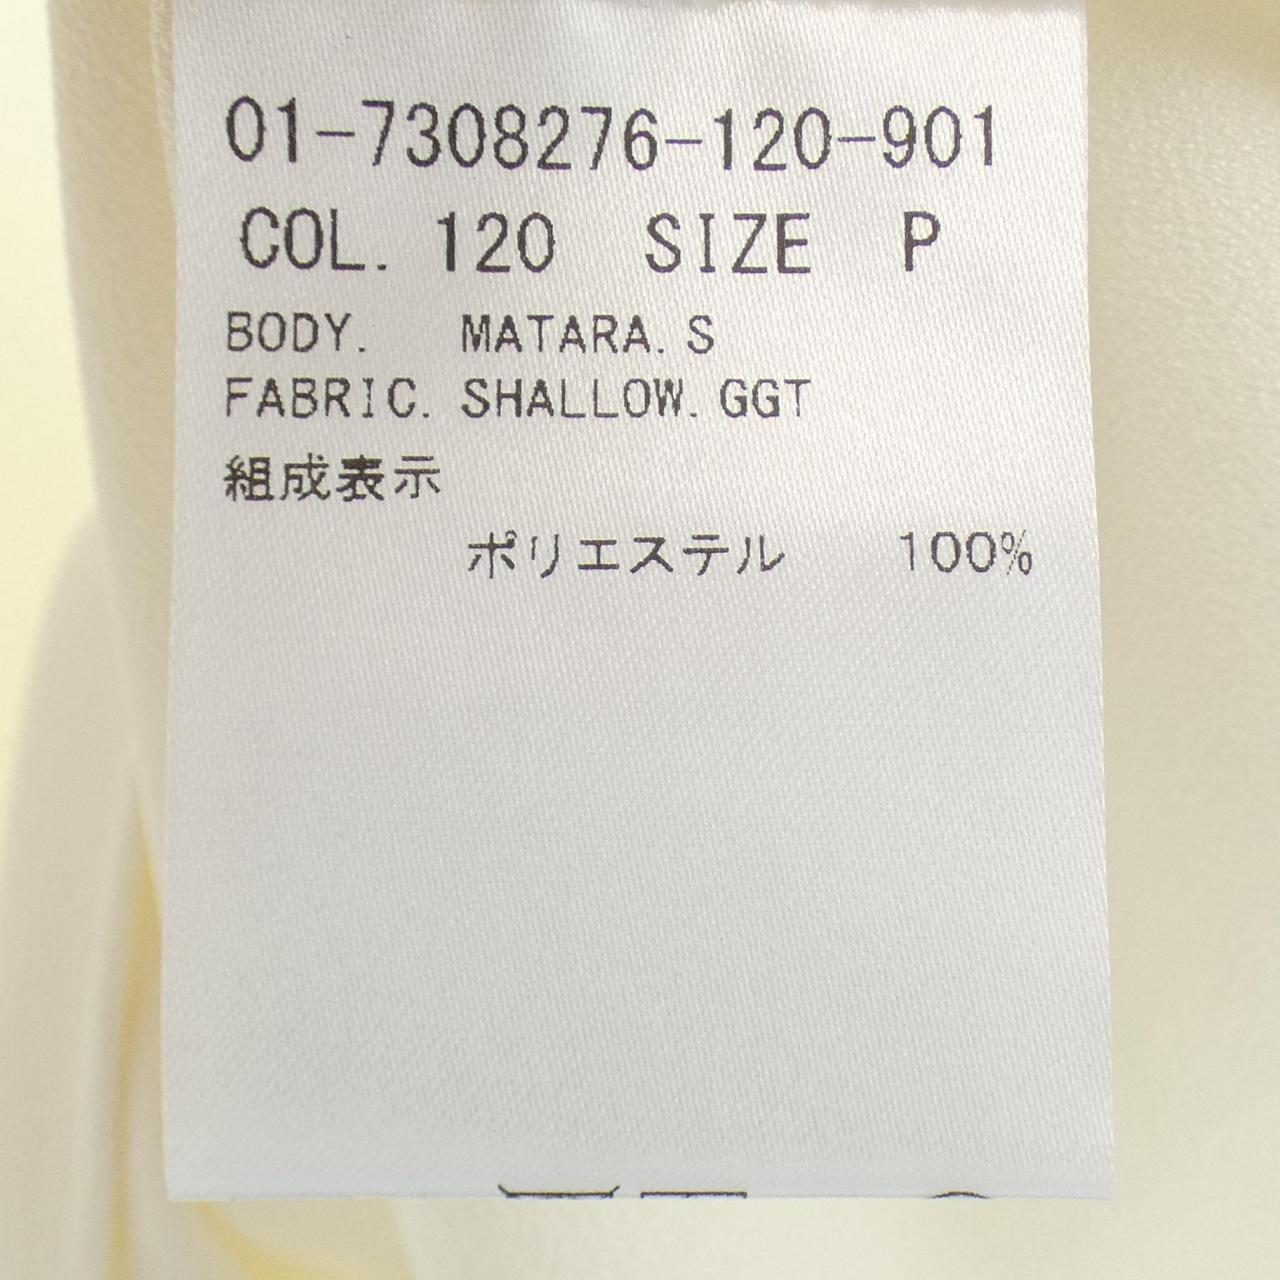 01-7308276-120-901
COL. 120 SIZE P
BODY. MATARA.S
FABRIC. SHALLOW.GGT
組成表示
ポリエステル 100%